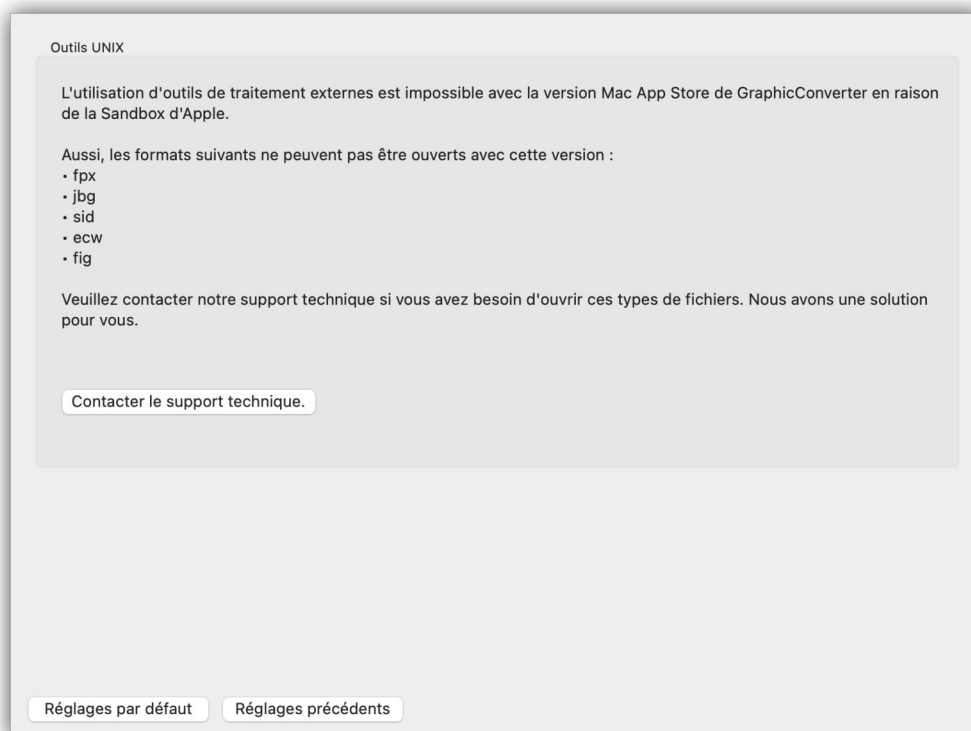 Outils UNIX
L'utilisation d'outils de traitement externes est impossible avec la version Mac App Store de GraphicConverter en raison
de la Sandbox d'Apple.
Aussi, les formats suivants ne peuvent pas être ouverts avec cette version :
• fpx
• jbg
• sid
• ecw
• fig
Veuillez contacter notre support technique si vous avez besoin d'ouvrir ces types de fichiers. Nous avons une solution
pour vous.
Contacter le support technique.
Réglages par défaut Réglages précédents